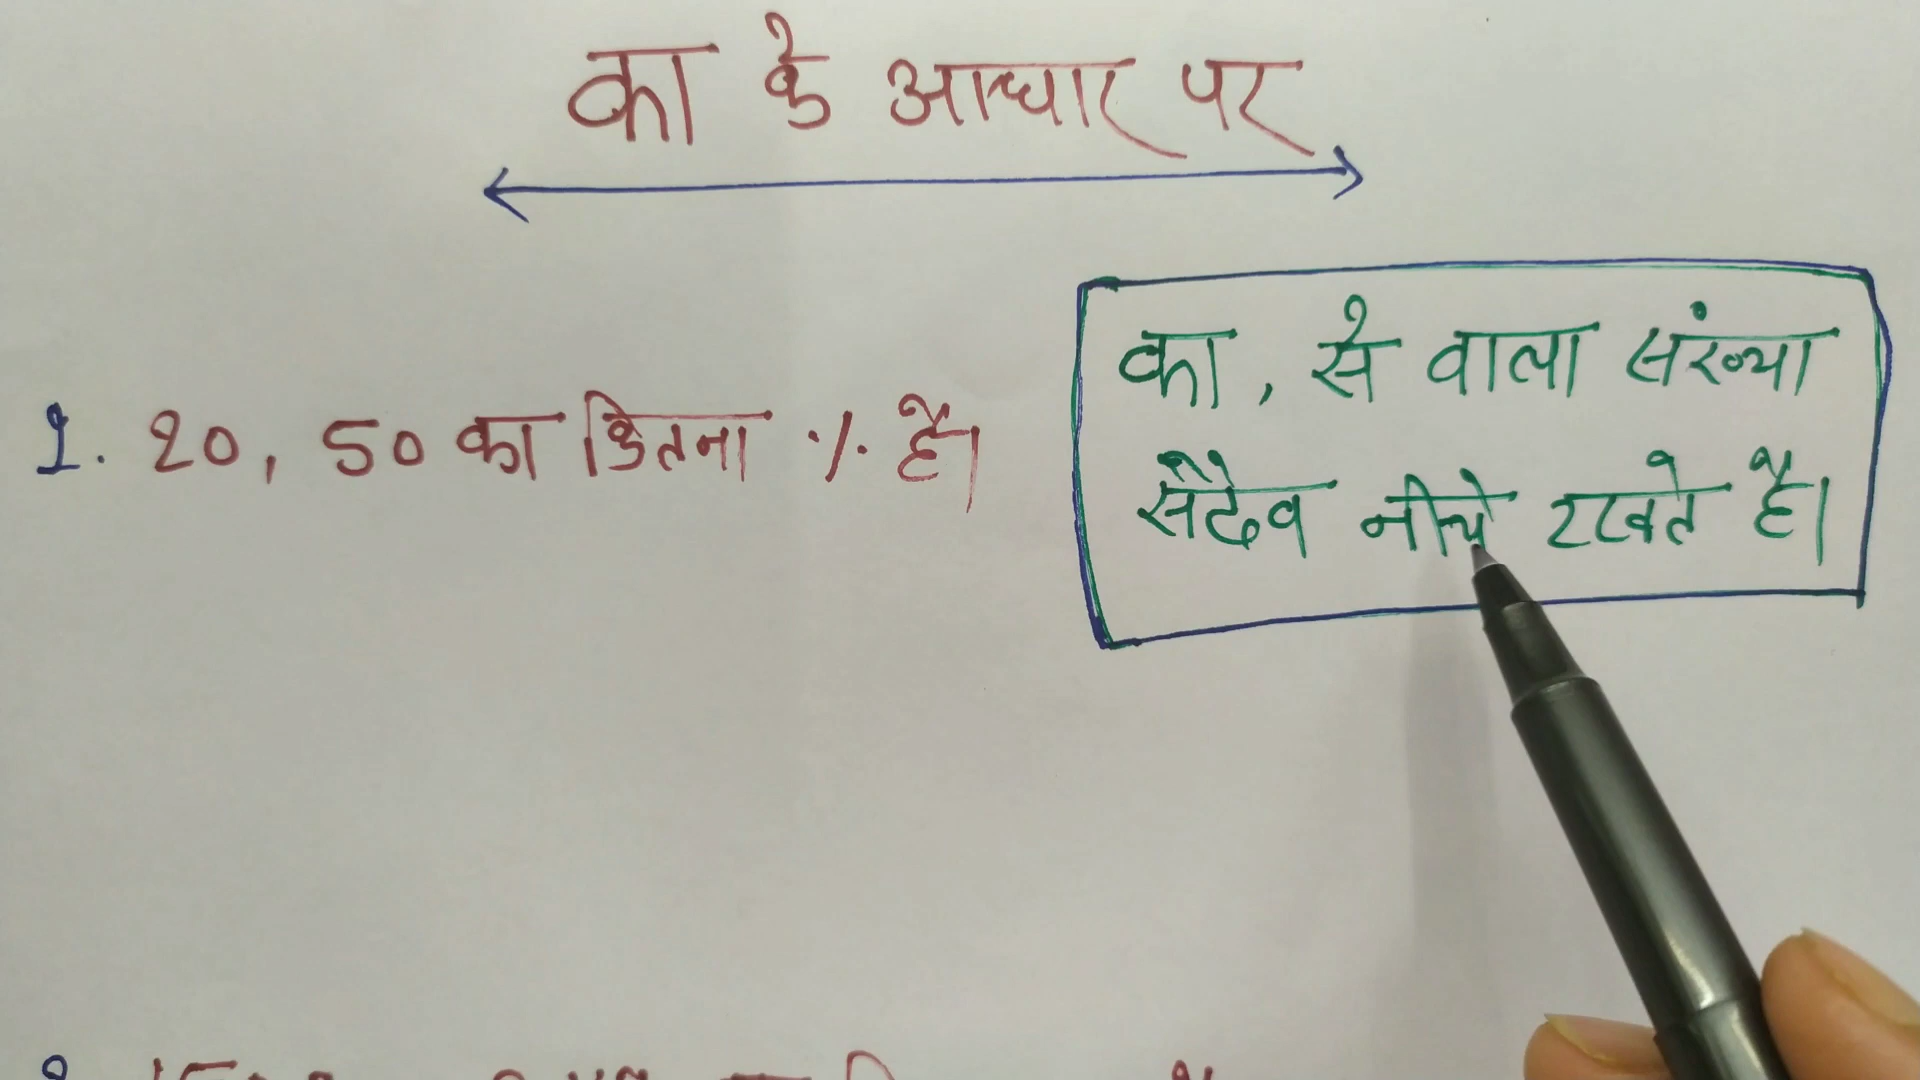 का के आधार पर
1. 20, 50 का कितना % है।
का, से वाला संख्या
सदैव नीचे रखते है।